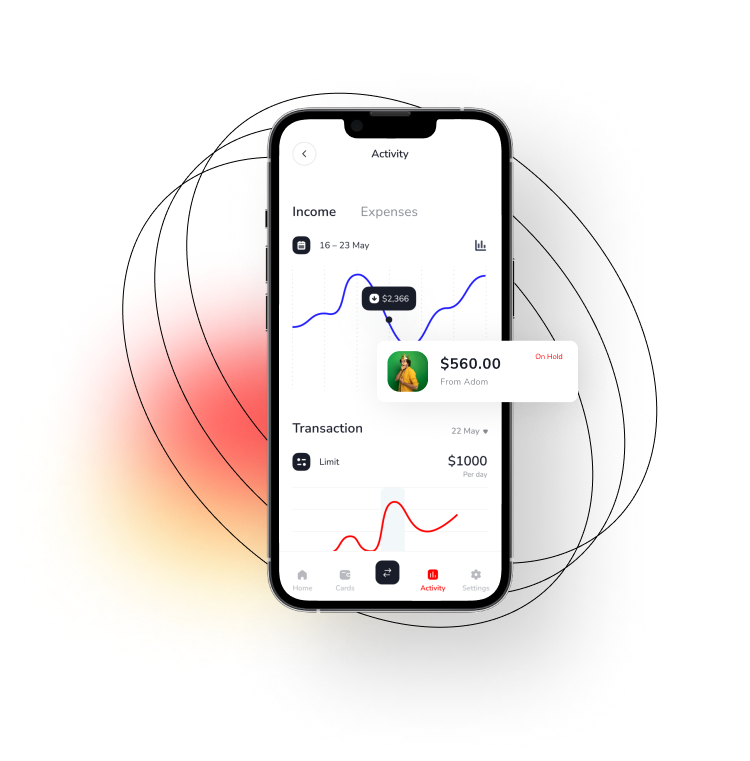 Activity
Income Expenses
16 – 23 May
$2,366
$560.00
On Hold
From Adom
Transaction
22 May
Limit
$1000
Per day
Home Cards Activity Settings